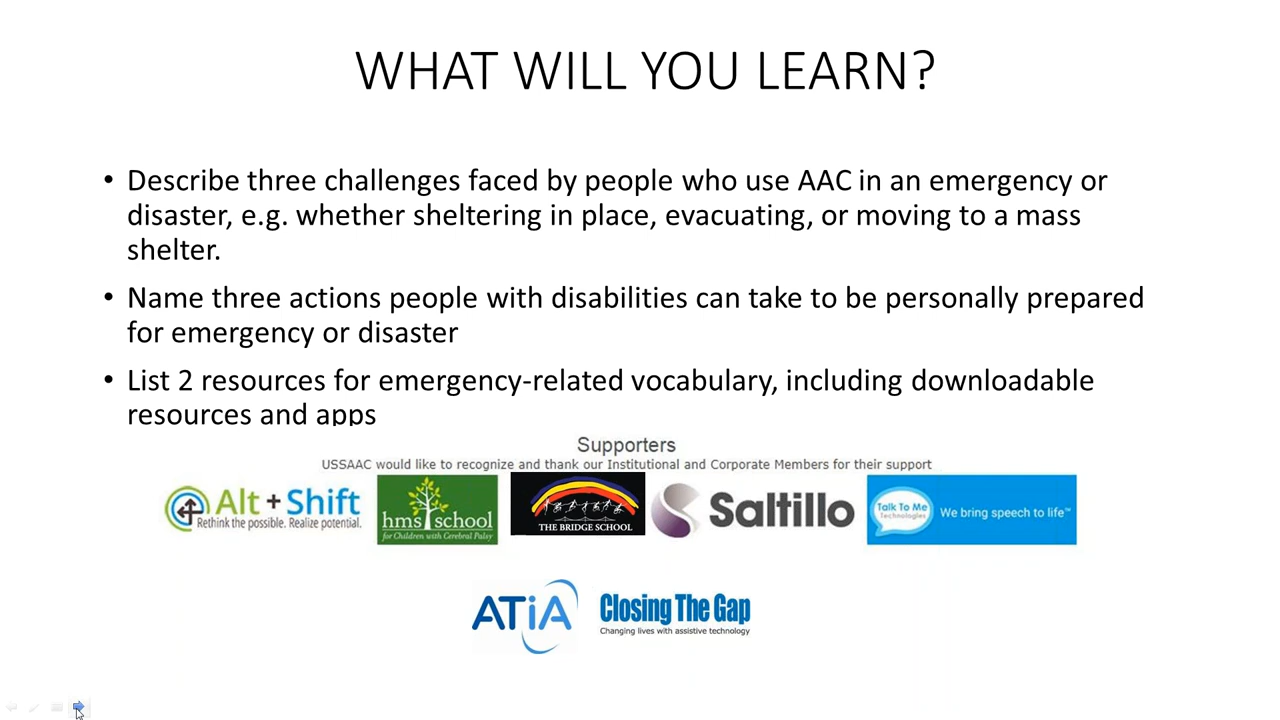 WHAT WILL YOU LEARN?
• Describe three challenges faced by people who use AAC in an emergency or
disaster, e.g. whether sheltering in place, evacuating, or moving to a mass
shelter.
• Name three actions people with disabilities can take to be personally prepared
for emergency or disaster
• List 2 resources for emergency-related vocabulary, including downloadable
resources and apps
Supporters
USSAAC would like to recognize and thank our Institutional and Corporate Members for their support
Alt + Shift
Rethink the possible. Realize potential.
hms school
for Children with Cerebral Palsy
THE BRIDGE SCHOOL
Saltillo
Talk To Me
Technologies
We bring speech to life™
ATiA
Closing The Gap
Changing lives with assistive technology